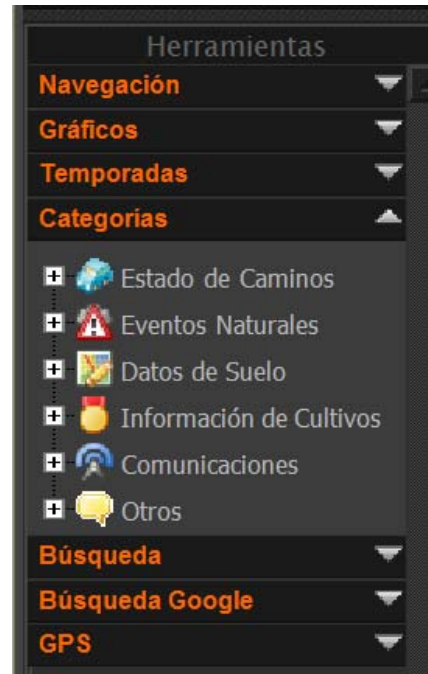 Herramientas
Navegación
Gráficos
Temporadas
Categorías
Estado de Caminos
Eventos Naturales
Datos de Suelo
Información de Cultivos
Comunicaciones
Otros
Búsqueda
Búsqueda Google
GPS